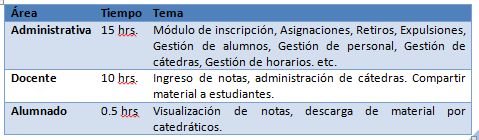 Área Tiempo Tema
Administrativa 15 hrs. Módulo de inscripción, Asignaciones, Retiros, Expulsiones,
Gestión de alumnos, Gestión de personal, Gestión de
cátedras, Gestión de horarios. etc.
Docente 10 hrs. Ingreso de notas, administración de cátedras. Compartir
material a estudiantes.
Alumnado 0.5 hrs Visualización de notas, descarga de material por
catedráticos.